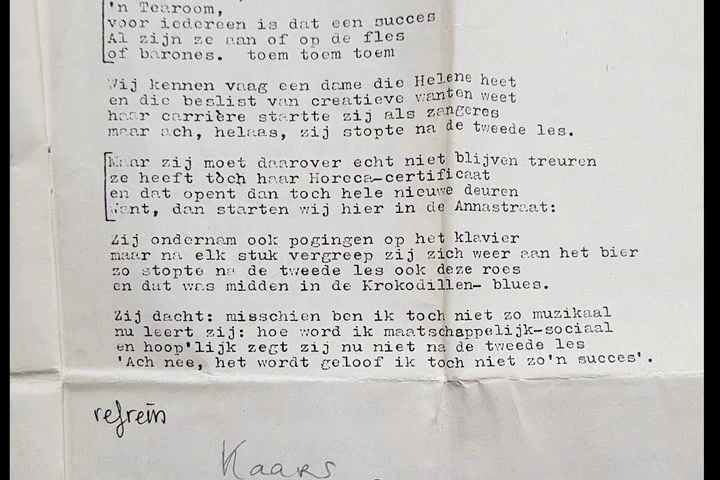 'n Tearoom,
voor iedereen is dat een succes
Al zijn ze aan of op de fles
of barones. toem toem toem
Wij kennen vaag een dame die Helene heet
en die beslist van creatieve wanten weet
haar carrière startte zij als zangeres
maar ach, helaas, zij stopte na de tweede les.
Maar zij moet daarover echt niet blijven treuren
ze heeft tòch haar Horeca-certificaat
en dat opent dan toch hele nieuwe deuren
Want, dan starten wij hier in de Annastraat:
Zij ondernam ook pogingen op het klavier
maar na elk stuk vergreep zij zich weer aan het bier
zo stopte na de tweede les ook deze roes
en dat was midden in de Krokodillen- blues.
Zij dacht: misschien ben ik toch niet zo muzikaal
nu leert zij: hoe word ik maatschappelijk-sociaal
en hoop'lijk zegt zij nu niet na de tweede les
'Ach nee, het wordt geloof ik toch niet zo'n succes'.
refrein
Kaars